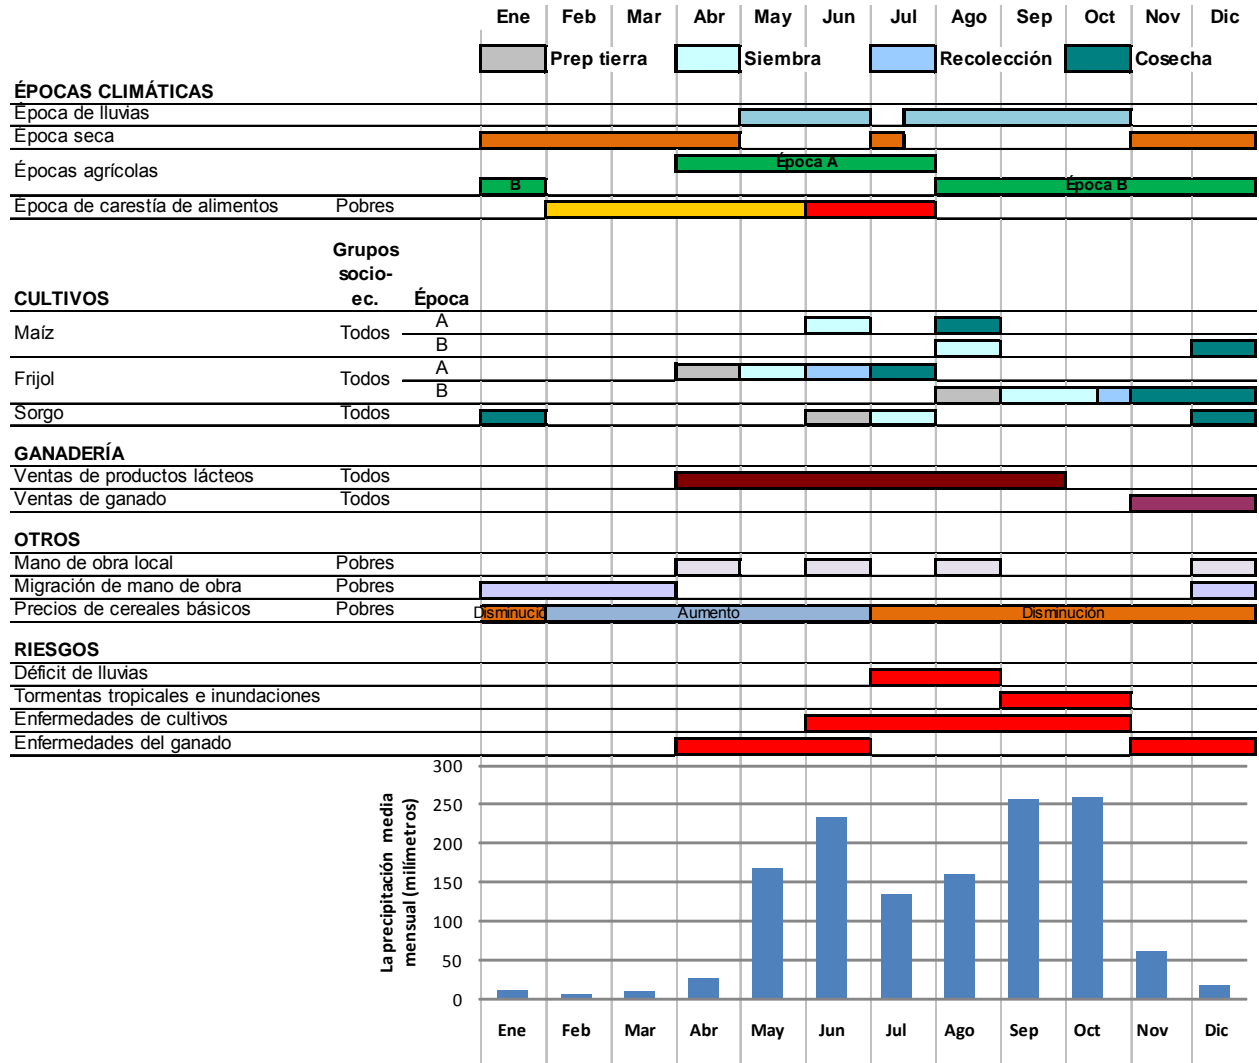 Ene Feb Mar Abr May Jun Jul Ago Sep Oct Nov Dic
Prep tierra Siembra Recolección Cosecha
ÉPOCAS CLIMÁTICAS
Época de lluvias
Época seca
Épocas agrícolas
Época A
B Época B
Época de carestía de alimentos Pobres
Grupos
socio-
CULTIVOS ec. Época
Maíz Todos A
B
Frijol Todos A
B
Sorgo Todos
GANADERÍA
Ventas de productos lácteos Todos
Ventas de ganado Todos
OTROS
Mano de obra local Pobres
Migración de mano de obra Pobres
Precios de cereales básicos Pobres Disminució Aumento Disminución
RIESGOS
Déficit de lluvias
Tormentas tropicales e inundaciones
Enfermedades de cultivos
Enfermedades del ganado
La precipitación media
mensual (milímetros)
300
250
200
150
100
50
0
Ene Feb Mar Abr May Jun Jul Ago Sep Oct Nov Dic